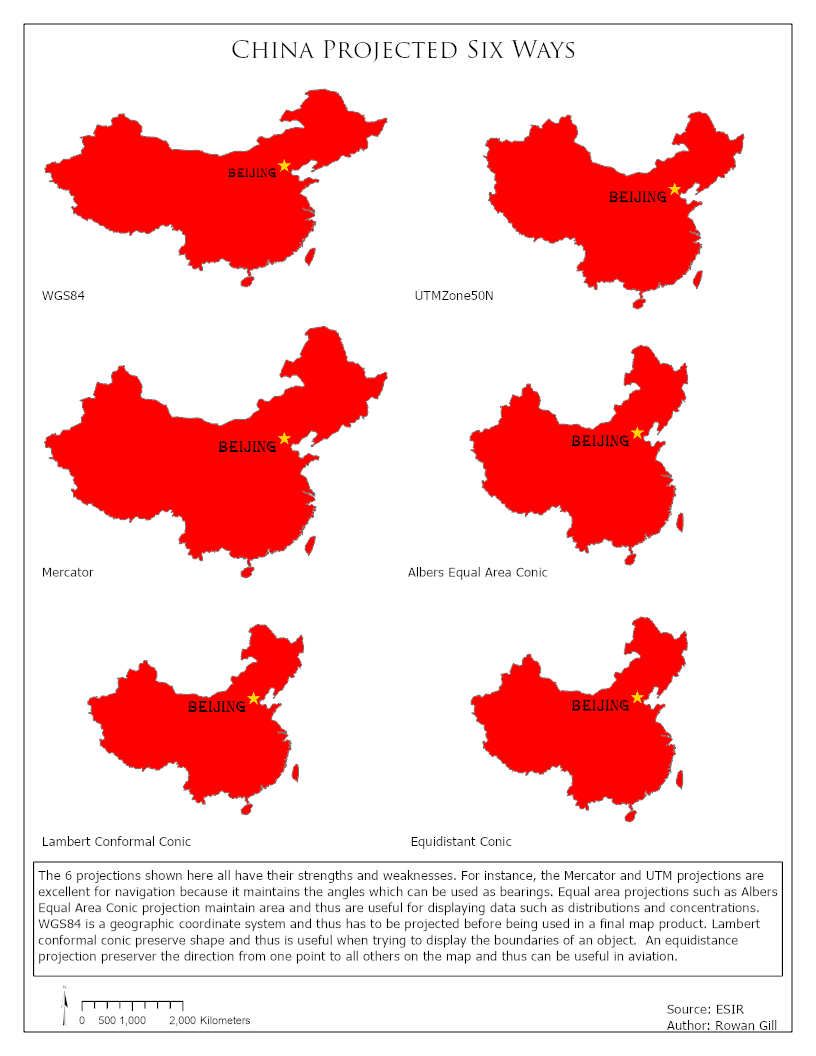 China Projected Six Ways
BEIJING
BEIJING
WGS84
UTMZone50N
BEIJING
BEIJING
Mercator
Albers Equal Area Conic
BEIJING
BEIJING
Lambert Conformal Conic
Equidistant Conic
The 6 projections shown here all have their strengths and weaknesses. For instance, the Mercator and UTM projections are
excellent for navigation because it maintains the angles which can be used as bearings. Equal area projections such as Albers
Equal Area Conic projection maintain area and thus are useful for displaying data such as distributions and concentrations.
WGS84 is a geographic coordinate system and thus has to be projected before being used in a final map product. Lambert
conformal conic preserve shape and thus is useful when trying to display the boundaries of an object.  An equidistance
projection preserver the direction from one point to all others on the map and thus can be useful in aviation.
N
0 500 1,000 2,000 Kilometers
Source: ESIR
Author: Rowan Gill